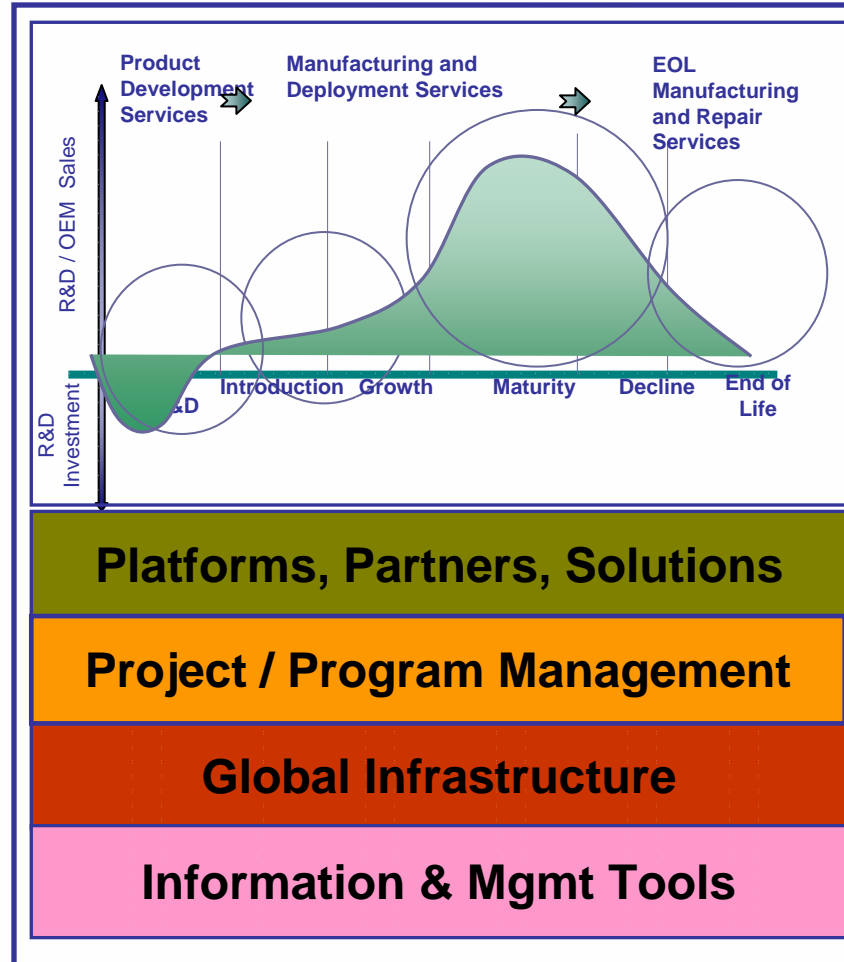 Product
Development
Services
Manufacturing and
Deployment Services
EOL
Manufacturing
and Repair
Services
R&D / OEM Sales
R&D
Investment
&D
Introduction
Growth
Maturity
Decline
End of
Life
Platforms, Partners, Solutions
Project / Program Management
Global Infrastructure
Information & Mgmt Tools